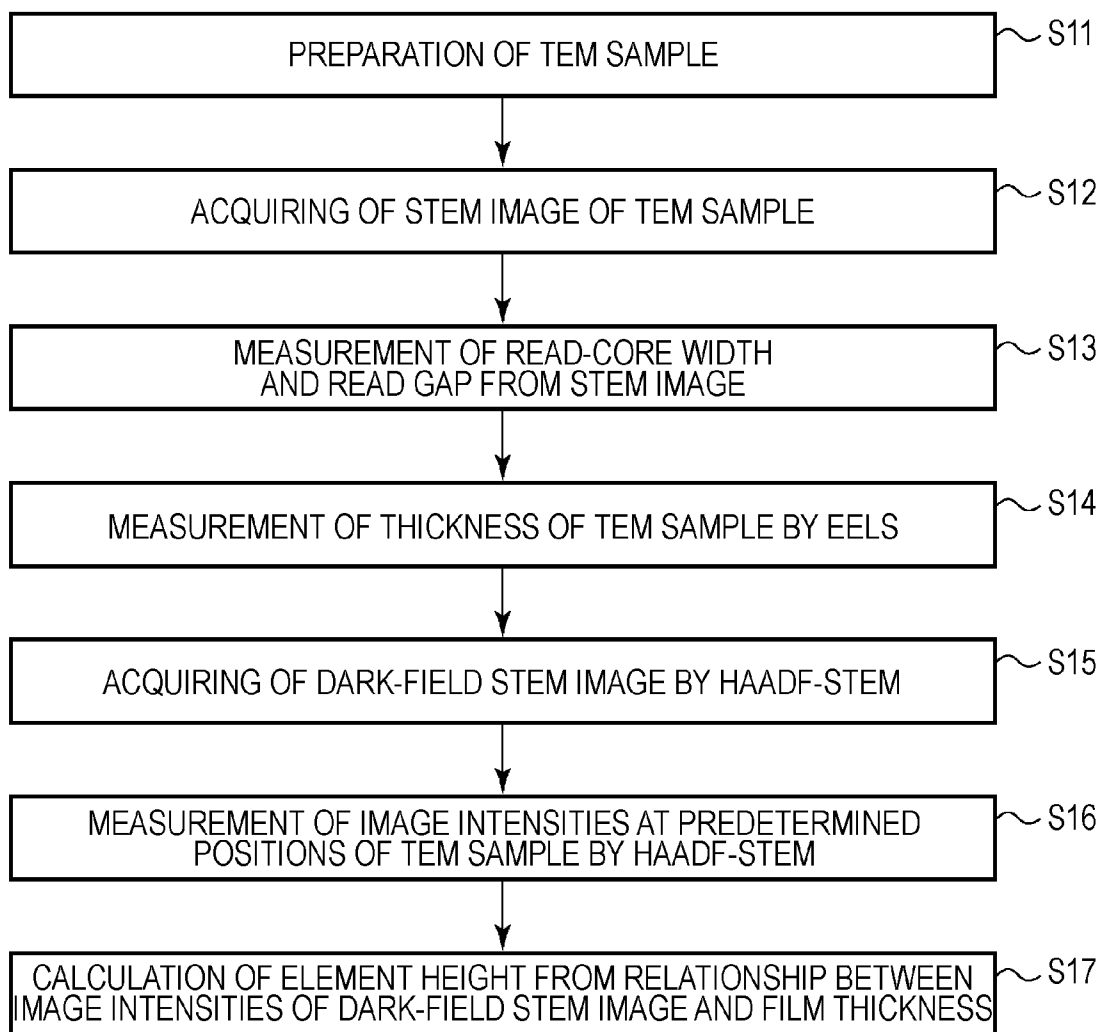 PREPARATION OF TEM SAMPLE
S11
ACQUIRING OF STEM IMAGE OF TEM SAMPLE
S12
MEASUREMENT OF READ-CORE WIDTH
AND READ GAP FROM STEM IMAGE
S13
MEASUREMENT OF THICKNESS OF TEM SAMPLE BY EELS
S14
ACQUIRING OF DARK-FIELD STEM IMAGE BY HAADF-STEM
S15
MEASUREMENT OF IMAGE INTENSITIES AT PREDETERMINED
POSITIONS OF TEM SAMPLE BY HAADF-STEM
S16
CALCULATION OF ELEMENT HEIGHT FROM RELATIONSHIP BETWEEN
IMAGE INTENSITIES OF DARK-FIELD STEM IMAGE AND FILM THICKNESS
S17